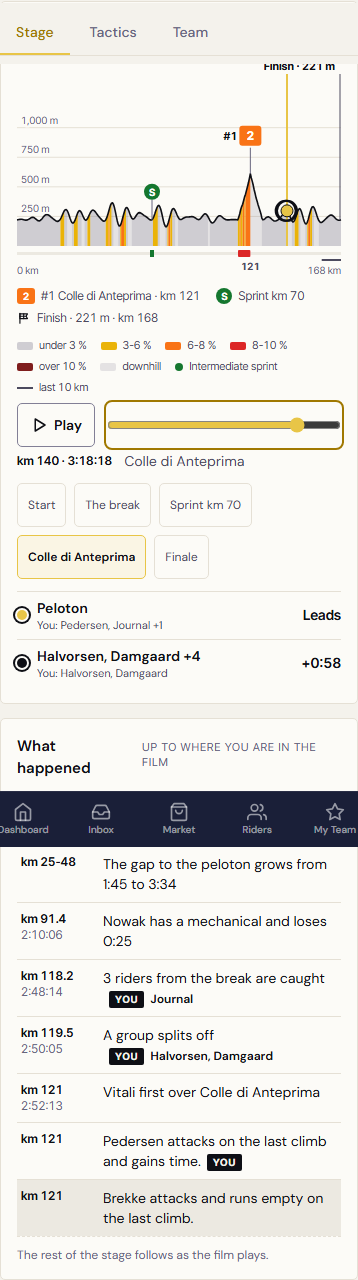 Stage Tactics Team
Finish · 221 m
1,000 m
750 m
500 m
250 m
#1 2
S
0 km
121
168 km
2 #1 Colle di Anteprima · km 121 S Sprint km 70
Finish · 221 m · km 168
under 3 % 3-6 % 6-8 % 8-10 %
over 10 % downhill Intermediate sprint
last 10 km
Play
km 140 · 3:18:18 Colle di Anteprima
Start The break Sprint km 70
Colle di Anteprima Finale
Peloton Leads
You: Pedersen, Journal +1
Halvorsen, Damgaard +4 +0:58
You: Halvorsen, Damgaard
What happened
UP TO WHERE YOU ARE IN THE FILM
Dashboard Inbox Market Riders My Team
km 25-48 The gap to the peloton grows from
1:45 to 3:34
km 91.4 Nowak has a mechanical and loses
2:10:06 0:25
km 118.2 3 riders from the break are caught
2:48:14 YOU Journal
km 119.5 A group splits off
2:50:05 YOU Halvorsen, Damgaard
km 121 Vitali first over Colle di Anteprima
2:52:13
km 121 Pedersen attacks on the last climb
and gains time. YOU
km 121 Brekke attacks and runs empty on
the last climb.
The rest of the stage follows as the film plays.